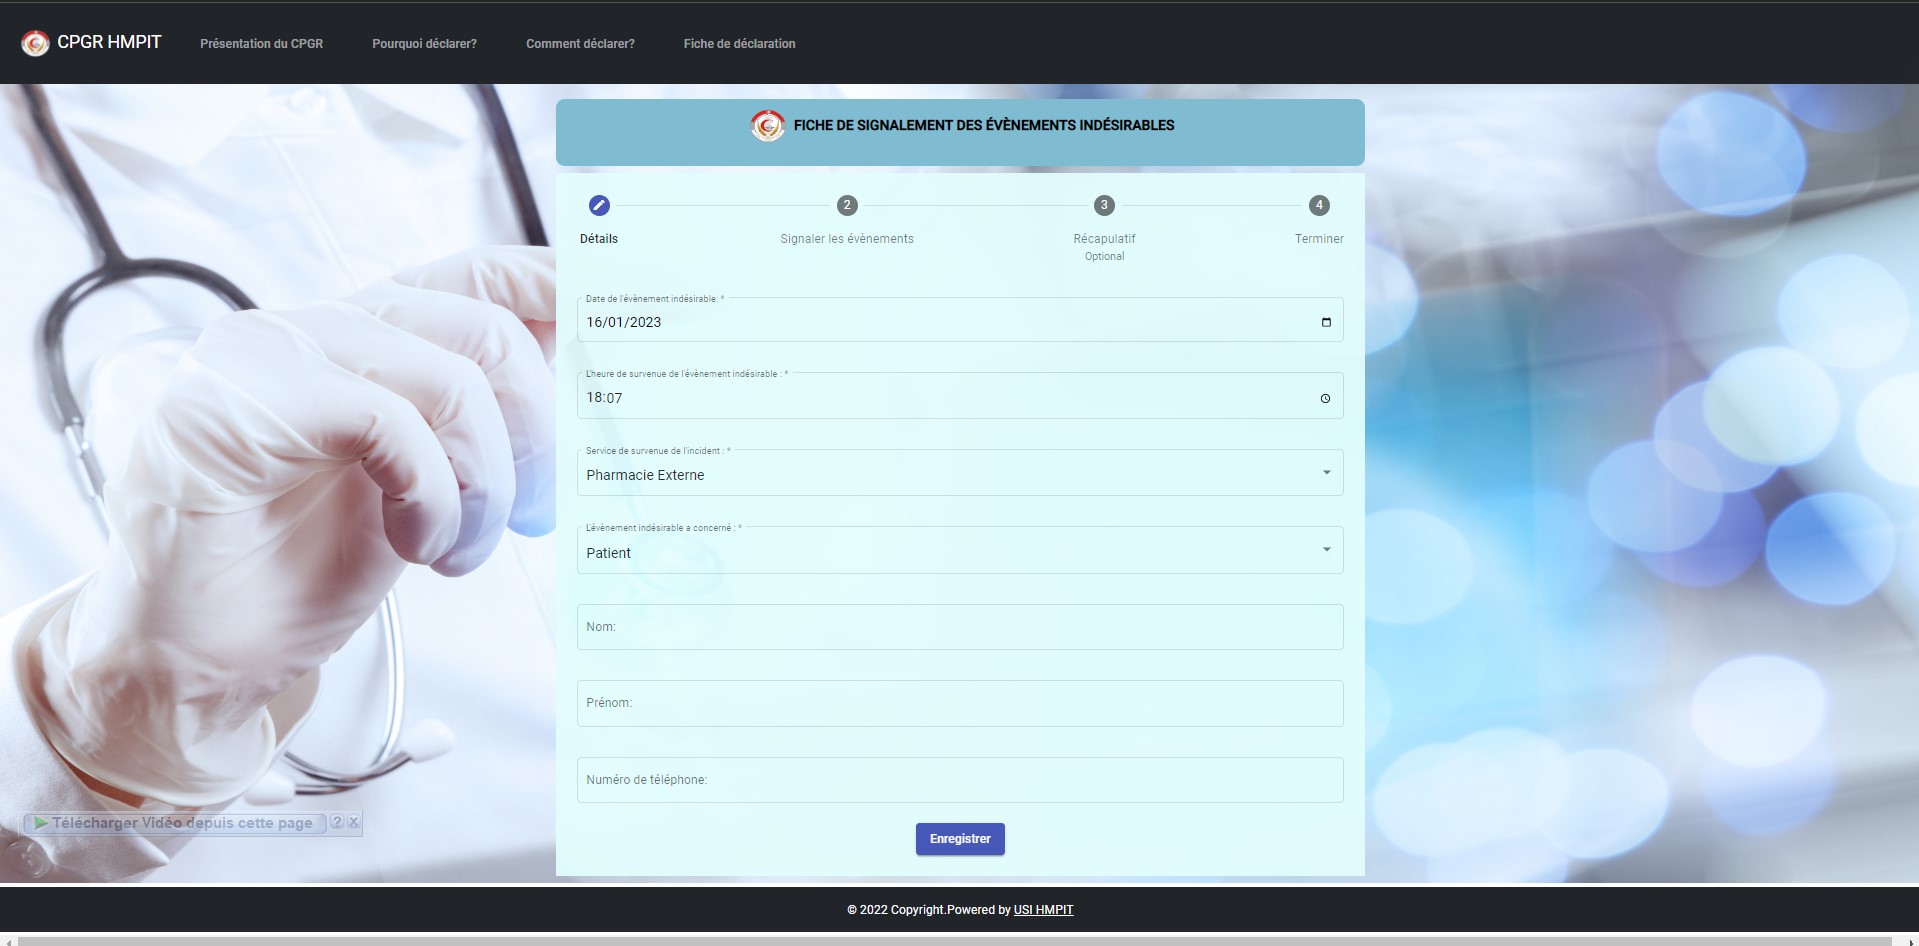 CPGR HMPIT
Présentation du CPGR
Pourquoi déclarer?
Comment déclarer?
Fiche de déclaration
FICHE DE SIGNALEMENT DES ÉVÈNEMENTS INDÉSIRABLES
2
3
4
Détails
Signaler les évènements
Récapulatif
Terminer
Optional
Date de l'évènement indésirable: *
16/01/2023
L'heure de survenue de l'évènement indésirable : *
18:07
Service de survenue de l'incident : *
Pharmacie Externe
L'évènement indésirable a concerné : *
Patient
Nom:
Prénom:
Numéro de téléphone:
Télécharger Vidéo depuis cette page ? X
Enregistrer
© 2022 Copyright.Powered by USI HMPIT